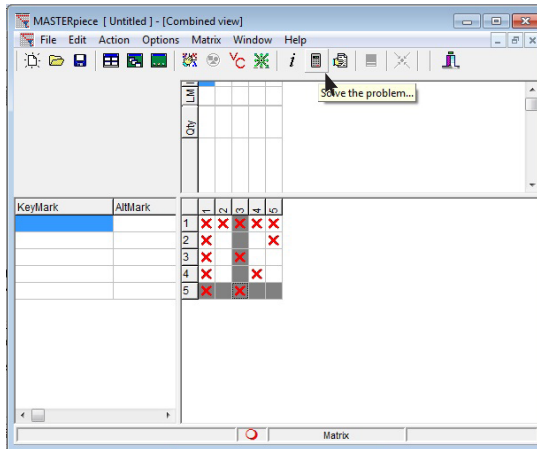 MASTERpiece [ Untitled ] - [Combined view]
File Edit Action Options Matrix Window Help
Solve the problem...
LM
Qty
KeyMark AltMark
1 2 3 4 5
1
2
3
4
5
Matrix